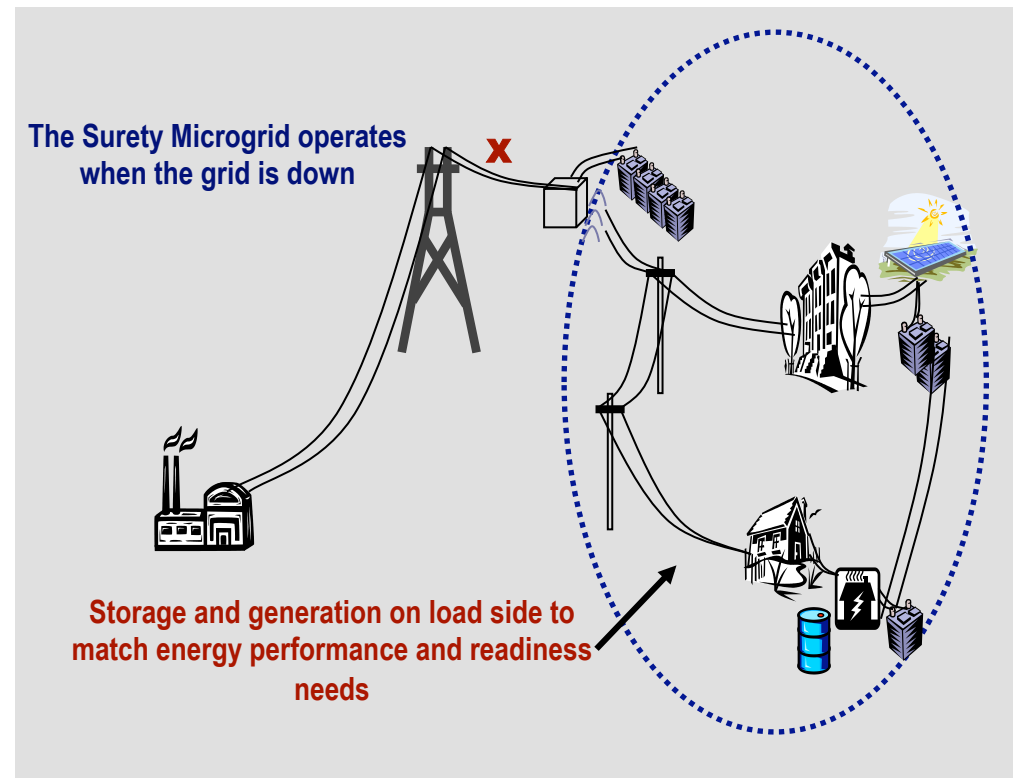 The Surety Microgrid operates
when the grid is down
X
Storage and generation on load side to
match energy performance and readiness
needs